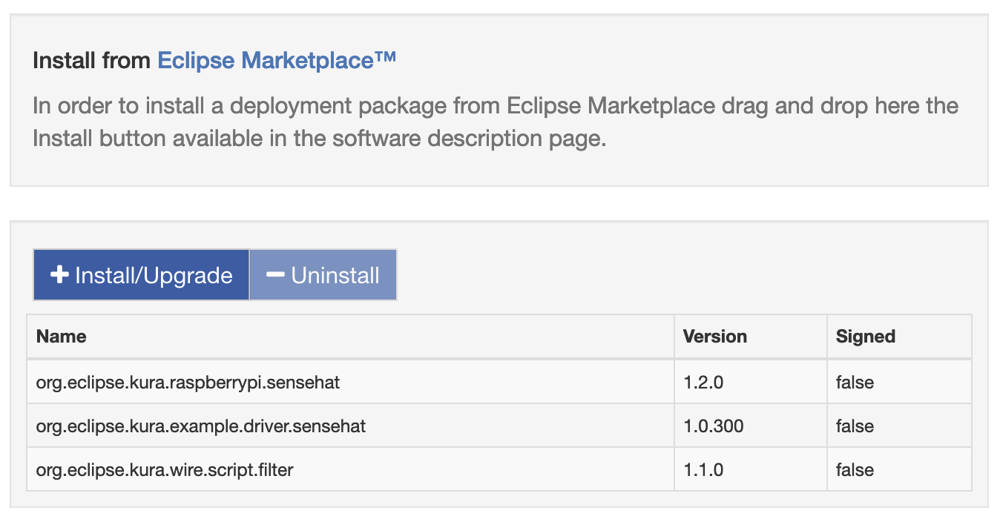 Install from Eclipse Marketplace™
In order to install a deployment package from Eclipse Marketplace drag and drop here the
Install button available in the software description page.
Install/Upgrade Uninstall
Name Version Signed
org.eclipse.kura.raspberrypi.sensehat 1.2.0 false
org.eclipse.kura.example.driver.sensehat 1.0.300 false
org.eclipse.kura.wire.script.filter 1.1.0 false